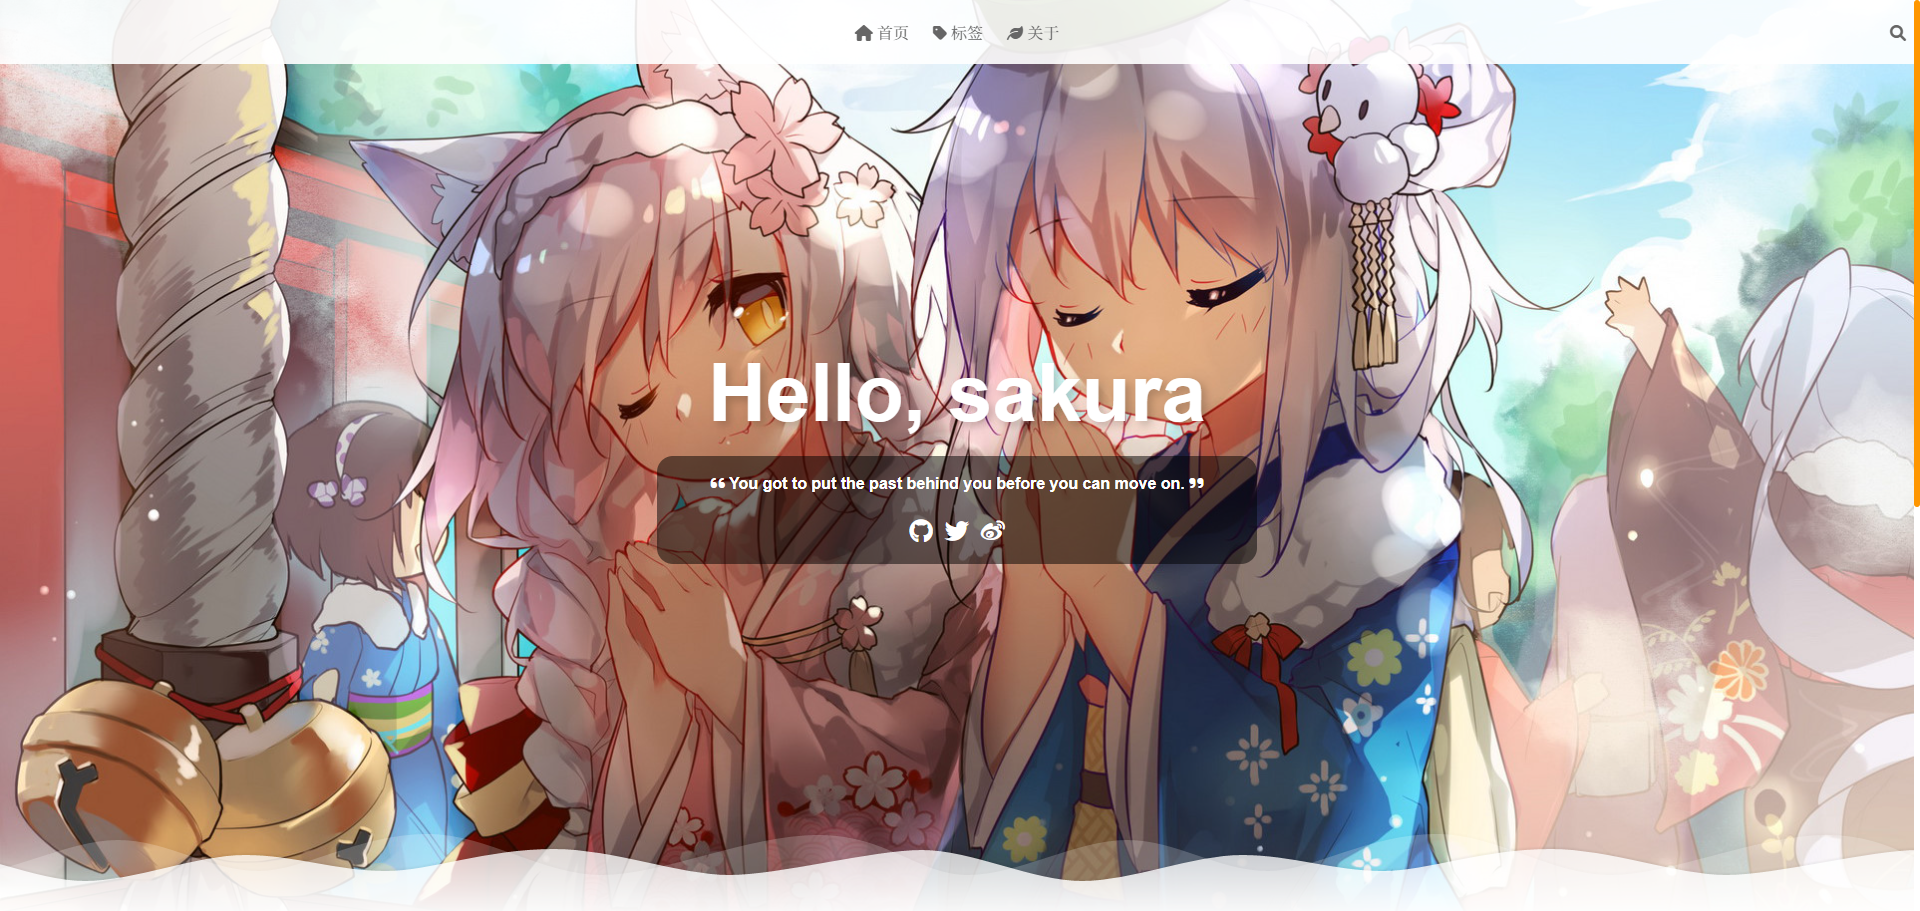 首页 标签 关于
Hello, sakura
“ You got to put the past behind you before you can move on. ”